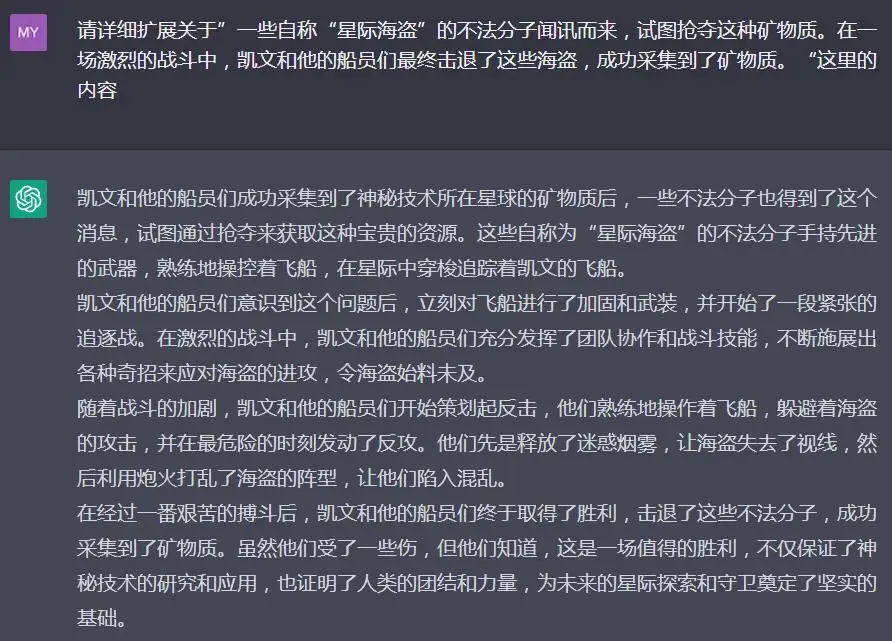 MY
请详细扩展关于”一些自称“星际海盗”的不法分子闻讯而来，试图抢夺这种矿物质。在一
场激烈的战斗中，凯文和他的船员们最终击退了这些海盗，成功采集到了矿物质。 “这里的
内容
凯文和他的船员们成功采集到了神秘技术所在星球的矿物质后，一些不法分子也得到了这个
消息，试图通过抢夺来获取这种宝贵的资源。这些自称为“星际海盗”的不法分子手持先进
的武器，熟练地操控着飞船，在星际中穿梭追踪着凯文的飞船。
凯文和他的船员们意识到这个问题后，立刻对飞船进行了加固和武装，并开始了一段紧张的
追逐战。在激烈的战斗中，凯文和他的船员们充分发挥了团队协作和战斗技能，不断施展出
各种奇招来应对海盗的进攻，令海盗始料未及。
随着战斗的加剧，凯文和他的船员们开始策划起反击，他们熟练地操作着飞船，躲避着海盗
的攻击，并在最危险的时刻发动了反攻。他们先是释放了迷惑烟雾，让海盗失去了视线，然
后利用炮火打乱了海盗的阵型，让他们陷入混乱。
在经过一番艰苦的搏斗后，凯文和他的船员们终于取得了胜利，击退了这些不法分子，成功
采集到了矿物质。虽然他们受了一些伤，但他们知道，这是一场值得的胜利，不仅保证了神
秘技术的研究和应用，也证明了人类的团结和力量，为未来的星际探索和守卫奠定了坚实的
基础。